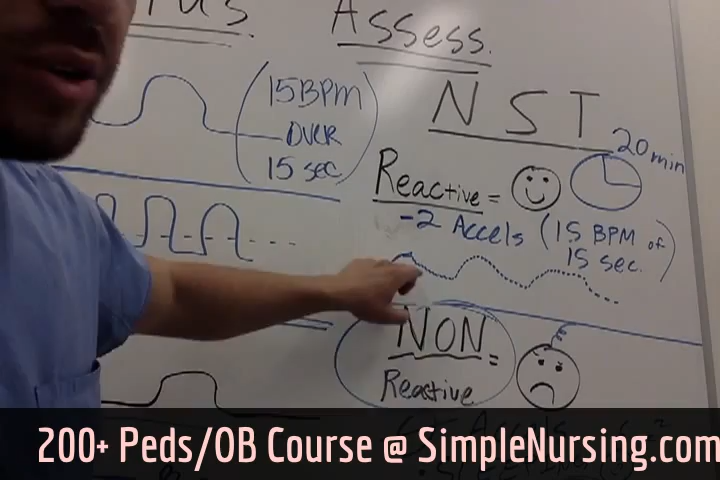 Assess.
15 BPM
OVER
15 sec
NST
20 min
Reactive =
-2 Accels (15 BPM of
15 sec.)
NON
Reactive =
200+ Peds/OB Course @ SimpleNursing.com